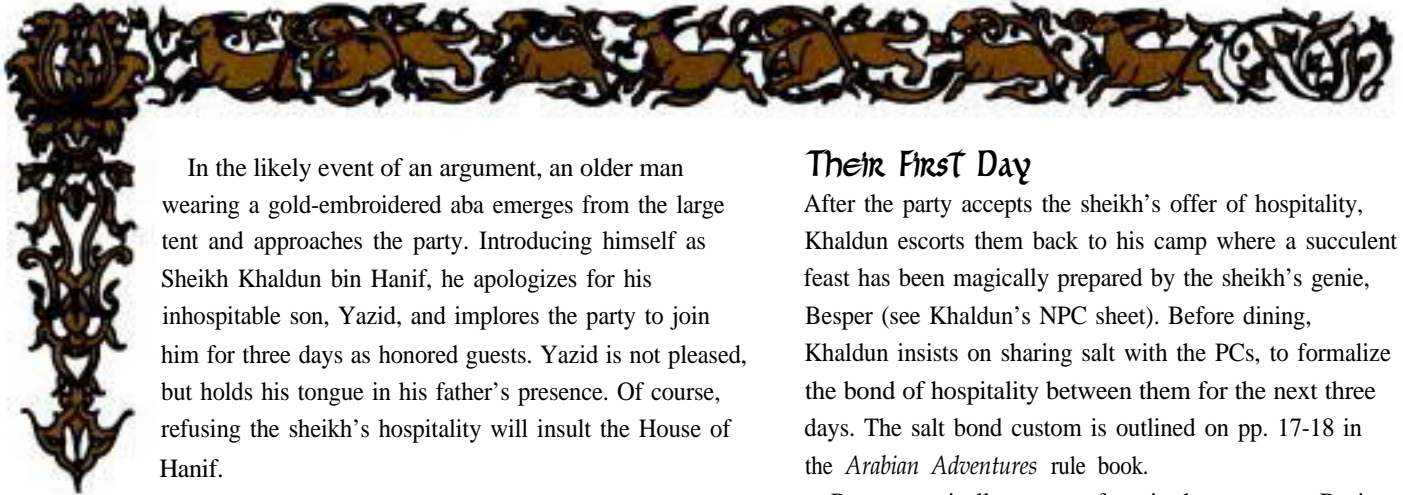 In the likely event of an argument, an older man
wearing a gold-embroidered aba emerges from the large
tent and approaches the party. Introducing himself as
Sheikh Khaldun bin Hanif, he apologizes for his
inhospitable son, Yazid, and implores the party to join
him for three days as honored guests. Yazid is not pleased,
but holds his tongue in his father's presence. Of course,
refusing the sheikh's hospitality will insult the House of
Hanif.
Their First Day
After the party accepts the sheikh's offer of hospitality,
Khaldun escorts them back to his camp where a succulent
feast has been magically prepared by the sheikh's genie,
Besper (see Khaldun's NPC sheet). Before dining,
Khaldun insists on sharing salt with the PCs, to formalize
the bond of hospitality between them for the next three
days. The salt bond custom is outlined on pp. 17-18 in
the Arabian Adventures rule book.